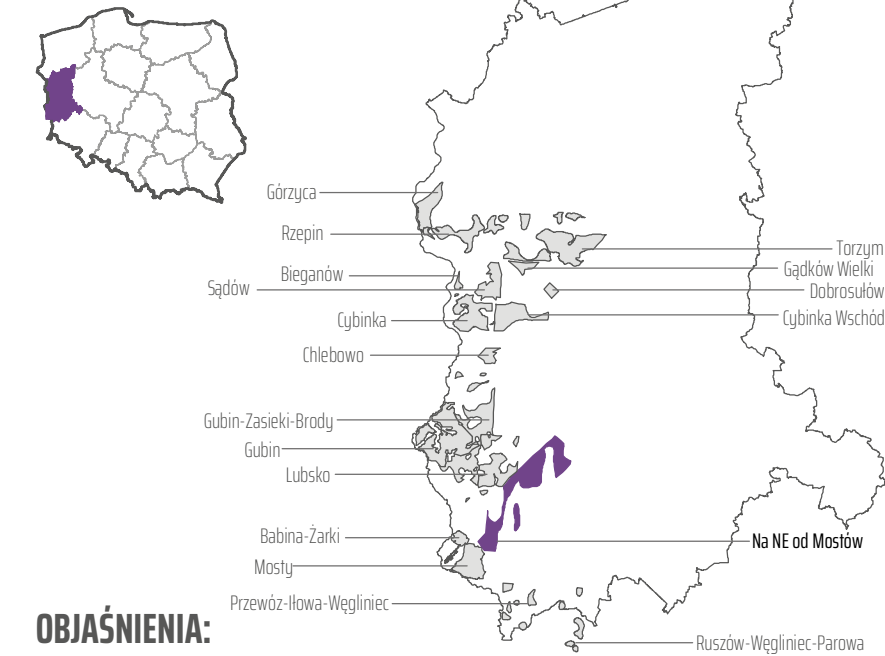 Górzyca
Rzepin
Torzym
Gądków Wielki
Bieganów
Sądów
Dobrosułów
Cybinka
Cybinka Wschód
Chlebowo
Gubin-Zasieki-Brody
Gubin
Lubsko
Babina-Żarki
Na NE od Mostów
Mosty
Przewóz-Iłowa-Węgliniec
OBJAŚNIENIA:
Ruszów-Węgliniec-Parowa